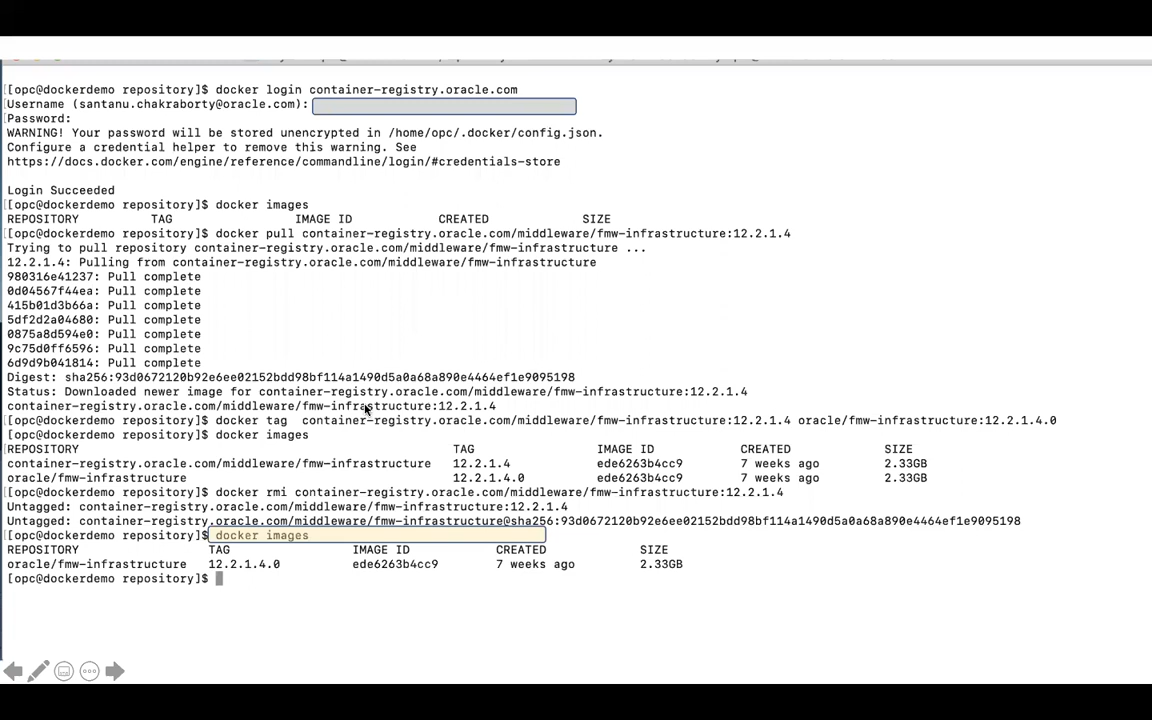 [opc@dockerdemo repository]$ docker login container-registry.oracle.com
Username (santanu.chakraborty@oracle.com):
Password:
WARNING! Your password will be stored unencrypted in /home/opc/.docker/config.json.
Configure a credential helper to remove this warning. See
https://docs.docker.com/engine/reference/commandline/login/#credentials-store
Login Succeeded
[opc@dockerdemo repository]$ docker images
REPOSITORY TAG IMAGE ID CREATED SIZE
[opc@dockerdemo repository]$ docker pull container-registry.oracle.com/middleware/fmw-infrastructure:12.2.1.4
Trying to pull repository container-registry.oracle.com/middleware/fmw-infrastructure ...
12.2.1.4: Pulling from container-registry.oracle.com/middleware/fmw-infrastructure
980316e41237: Pull complete
0d04567f44ea: Pull complete
415b01d3b66a: Pull complete
5df2d2a04680: Pull complete
0875a8d594e0: Pull complete
9c75d0ff6596: Pull complete
6d9d9b041814: Pull complete
Digest: sha256:93d0672120b92e6ee02152bdd98bf114a1490d5a0a68a890e4464ef1e9095198
Status: Downloaded newer image for container-registry.oracle.com/middleware/fmw-infrastructure:12.2.1.4
container-registry.oracle.com/middleware/fmw-infrastructure:12.2.1.4
[opc@dockerdemo repository]$ docker tag  container-registry.oracle.com/middleware/fmw-infrastructure:12.2.1.4 oracle/fmw-infrastructure:12.2.1.4.0
[opc@dockerdemo repository]$ docker images
REPOSITORY TAG IMAGE ID CREATED SIZE
container-registry.oracle.com/middleware/fmw-infrastructure 12.2.1.4 ede6263b4cc9 7 weeks ago 2.33GB
oracle/fmw-infrastructure 12.2.1.4.0 ede6263b4cc9 7 weeks ago 2.33GB
[opc@dockerdemo repository]$ docker rmi container-registry.oracle.com/middleware/fmw-infrastructure:12.2.1.4
Untagged: container-registry.oracle.com/middleware/fmw-infrastructure:12.2.1.4
Untagged: container-registry.oracle.com/middleware/fmw-infrastructure@sha256:93d0672120b92e6ee02152bdd98bf114a1490d5a0a68a890e4464ef1e9095198
[opc@dockerdemo repository]$ docker images
REPOSITORY TAG IMAGE ID CREATED SIZE
oracle/fmw-infrastructure 12.2.1.4.0 ede6263b4cc9 7 weeks ago 2.33GB
[opc@dockerdemo repository]$